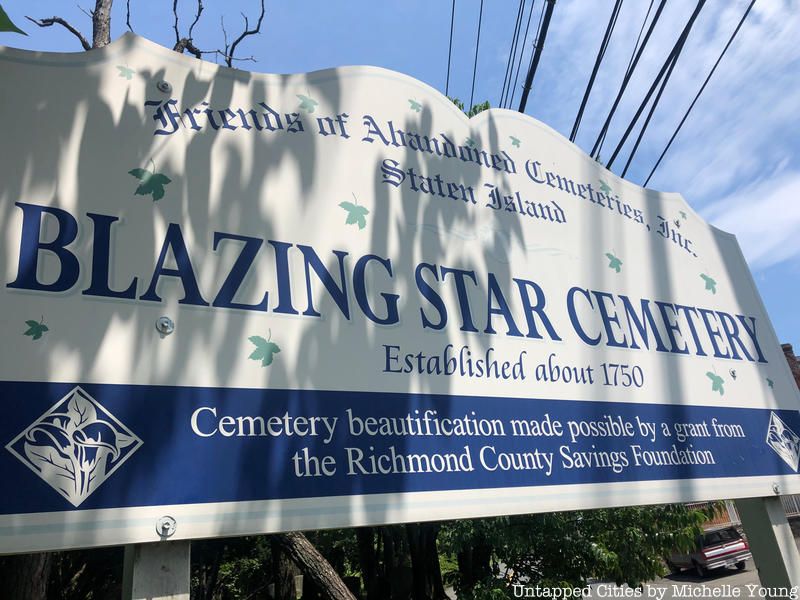 Friends of Abandoned Cemeteries, Inc.
Staten Island
BLAZING STAR CEMETERY
Established about 1750
Cemetery beautification made possible by a grant from
the Richmond County Savings Foundation
Untapped Cities by Michelle Young